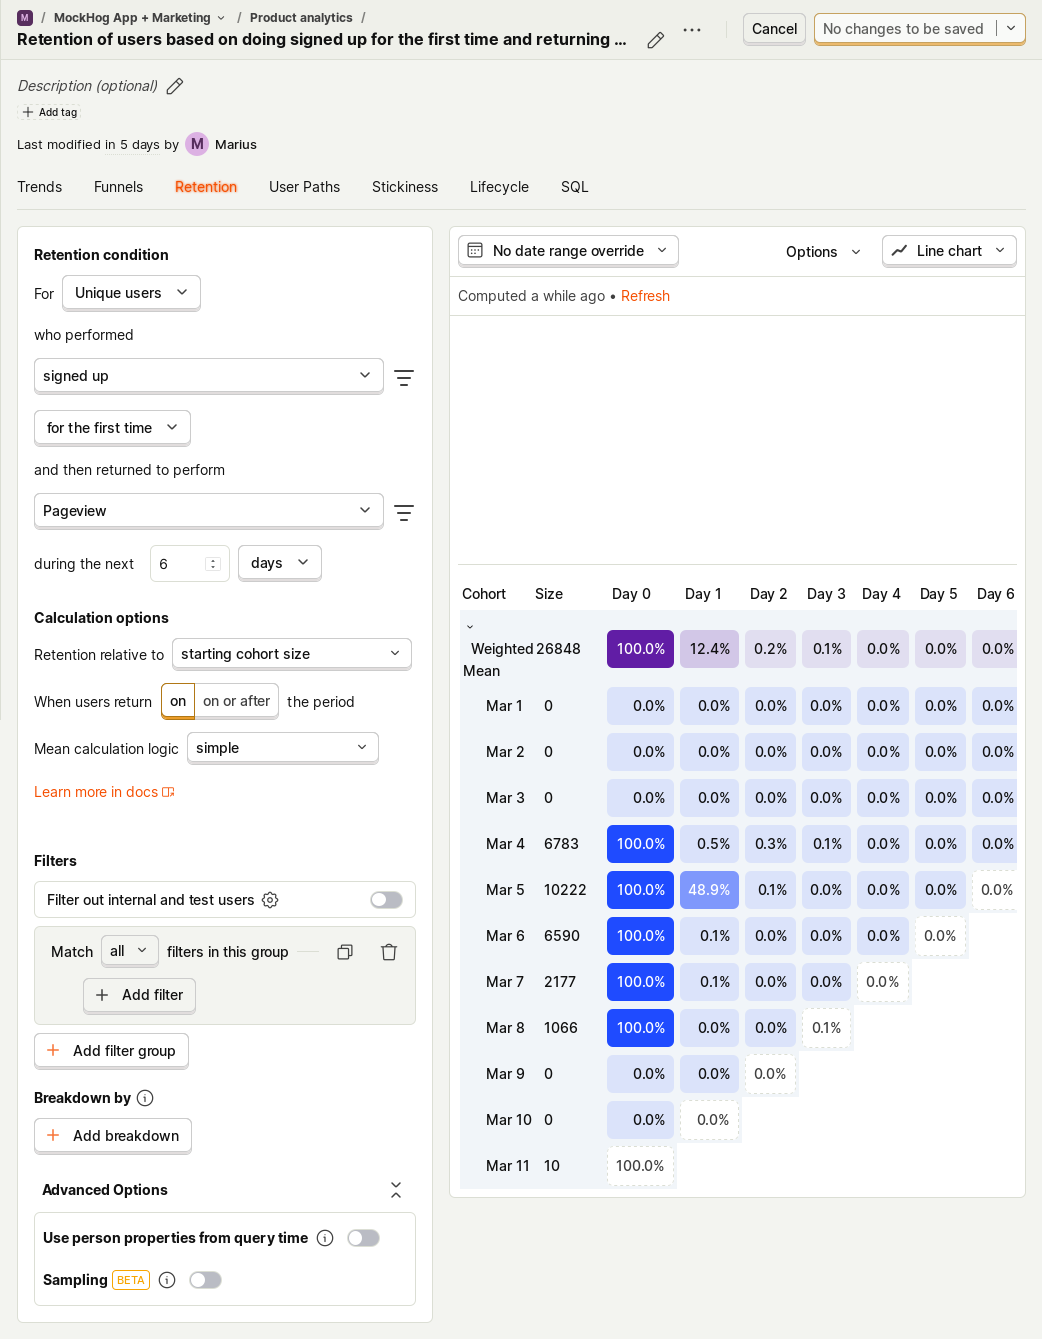 M / MockHog App + Marketing / Product analytics /
Retention of users based on doing signed up for the first time and returning ...
Cancel
No changes to be saved
Description (optional)
Add tag
Last modified in 5 days by M Marius
Trends Funnels Retention User Paths Stickiness Lifecycle SQL
Retention condition
For Unique users
who performed
signed up
for the first time
and then returned to perform
Pageview
during the next 6 days
Calculation options
Retention relative to starting cohort size
When users return on on or after the period
Mean calculation logic simple
Learn more in docs
Filters
Filter out internal and test users
Match all filters in this group
Add filter
Add filter group
Breakdown by
Add breakdown
Advanced Options
Use person properties from query time
Sampling BETA
No date range override
Options
Line chart
Computed a while ago • Refresh
Cohort Size Day 0 Day 1 Day 2 Day 3 Day 4 Day 5 Day 6
Weighted Mean 26848 100.0% 12.4% 0.2% 0.1% 0.0% 0.0% 0.0%
Mar 1 0 0.0% 0.0% 0.0% 0.0% 0.0% 0.0% 0.0%
Mar 2 0 0.0% 0.0% 0.0% 0.0% 0.0% 0.0% 0.0%
Mar 3 0 0.0% 0.0% 0.0% 0.0% 0.0% 0.0% 0.0%
Mar 4 6783 100.0% 0.5% 0.3% 0.1% 0.0% 0.0% 0.0%
Mar 5 10222 100.0% 48.9% 0.1% 0.0% 0.0% 0.0% 0.0%
Mar 6 6590 100.0% 0.1% 0.0% 0.0% 0.0% 0.0%
Mar 7 2177 100.0% 0.1% 0.0% 0.0% 0.0%
Mar 8 1066 100.0% 0.0% 0.0% 0.1%
Mar 9 0 0.0% 0.0% 0.0%
Mar 10 0 0.0% 0.0%
Mar 11 10 100.0%